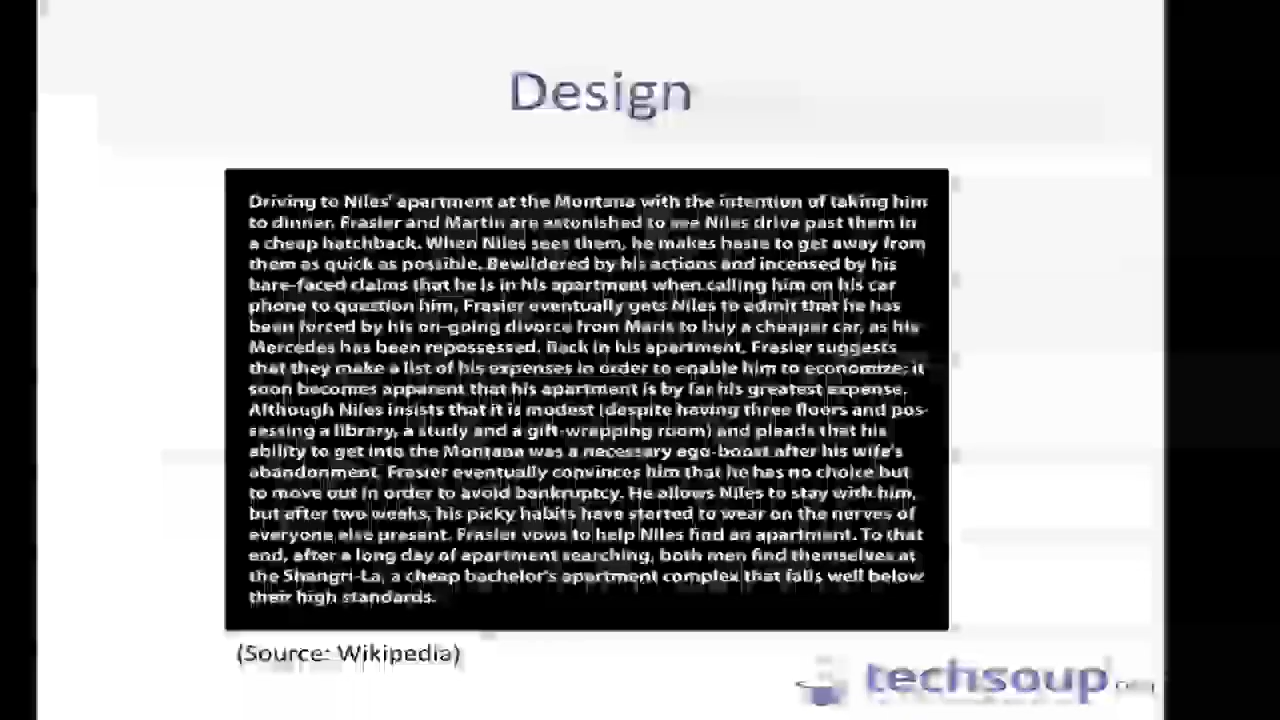 Design
Driving to Niles' apartment at the Montana with the intention of taking him
to dinner, Frasier and Martin are astonished to see Niles drive past them in
a cheap hatchback. When Niles sees them, he makes haste to get away from
them as quick as possible. Bewildered by his actions and incensed by his
bare-faced claims that he is in his apartment when calling him on his car
phone to question him, Frasier eventually gets Niles to admit that he has
been forced by his on-going divorce from Maris to buy a cheaper car, as his
Mercedes has been repossessed. Back in his apartment, Frasier suggests
that they make a list of his expenses in order to enable him to economize; it
soon becomes apparent that his apartment is by far his greatest expense.
Although Niles insists that it is modest (despite having three floors and pos-
sessing a library, a study and a gift-wrapping room) and pleads that his
ability to get into the Montana was a necessary ego-boost after his wife's
abandonment, Frasier eventually convinces him that he has no choice but
to move out in order to avoid bankruptcy. He allows Niles to stay with him,
but after two weeks, his picky habits have started to wear on the nerves of
everyone else present. Frasier vows to help Niles find an apartment. To that
end, after a long day of apartment searching, both men find themselves at
the Shangri-La, a cheap bachelor's apartment complex that falls well below
their high standards.
(Source: Wikipedia)
techsoup